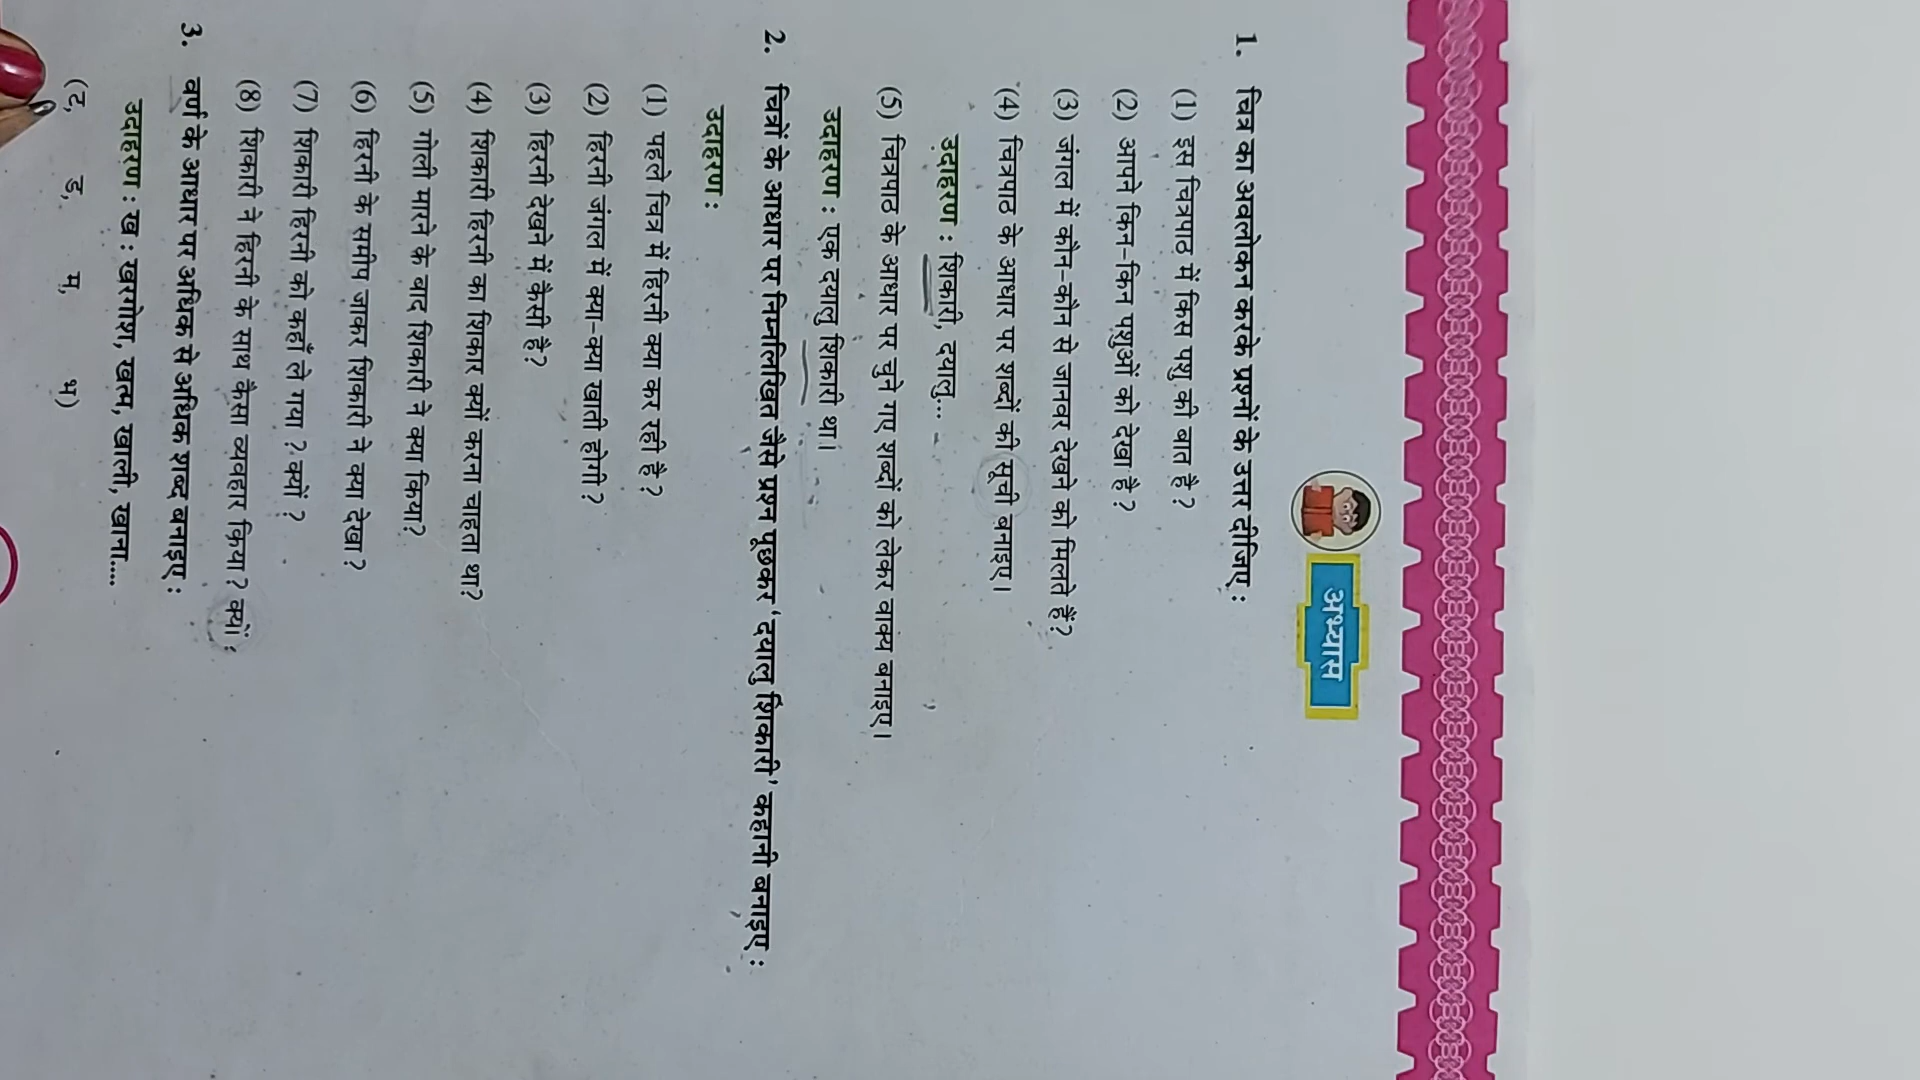 अभ्यास
1. चित्र का अवलोकन करके प्रश्नों के उत्तर दीजिए :
(1) इस चित्रपाठ में किस पशु की बात है ?
(2) आपने किन-किन पशुओं को देखा है ?
(3) जंगल में कौन-कौन से जानवर देखने को मिलते हैं?
(4) चित्रपाठ के आधार पर शब्दों की सूची बनाइए।
उदाहरण : शिकारी, दयालु...
(5) चित्रपाठ के आधार पर चुने गए शब्दों को लेकर वाक्य बनाइए।
उदाहरण : एक दयालु शिकारी था।
2. चित्रों के आधार पर निम्नलिखित जैसे प्रश्न पूछकर ‘दयालु शिकारी’ कहानी बनाइए :
उदाहरण :
(1) पहले चित्र में हिरनी क्या कर रही है ?
(2) हिरनी जंगल में क्या-क्या खाती होगी ?
(3) हिरनी देखने में कैसी है?
(4) शिकारी हिरनी का शिकार क्यों करना चाहता था?
(5) गोली मारने के बाद शिकारी ने क्या किया?
(6) हिरनी के समीप जाकर शिकारी ने क्या देखा ?
(7) शिकारी हिरनी को कहाँ ले गया ? क्यों ?
(8) शिकारी ने हिरनी के साथ कैसा व्यवहार किया ? क्यों :
3. वर्ण के आधार पर अधिक से अधिक शब्द बनाइए :
उदाहरण : ख : खरगोश, खत्म, खाली, खाना....
(ट, ड, म, भ)